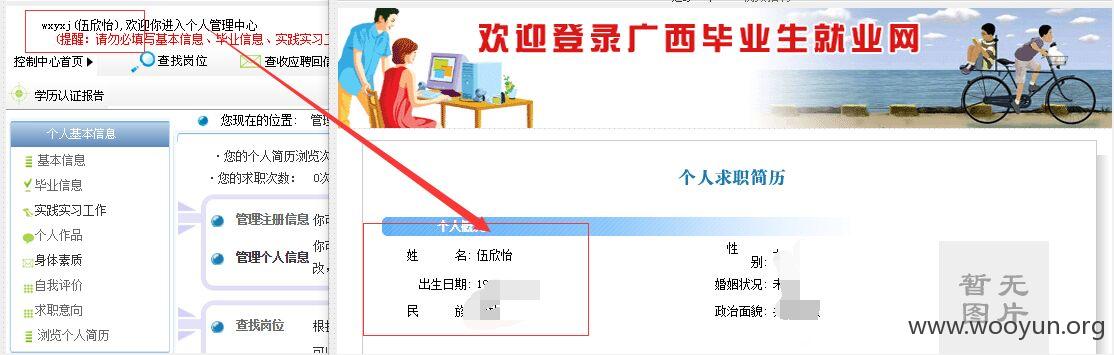 wxyxj(伍欣怡),欢迎你进入个人管理中心
(提醒：请勿必填写基本信息、毕业信息、实践实习工
控制中心首页
查找岗位
查收应聘回信
学历认证报告
个人基本信息
基本信息
毕业信息
实践实习工作
个人作品
身体素质
自我评价
求职意向
浏览个人简历
您现在的位置： 管理
·您的个人简历浏览次
·您的求职次数： 0次
管理注册信息 你可
管理个人信息 你可
改，
查找岗位 根据
可以
欢迎登录广西毕业生就业网
个人求职简历
个人
姓 名: 伍欣怡
性 别:
出生日期: 19
婚姻状况: 未
民 族:
政治面貌:
暂无图片
www.wooyun.org